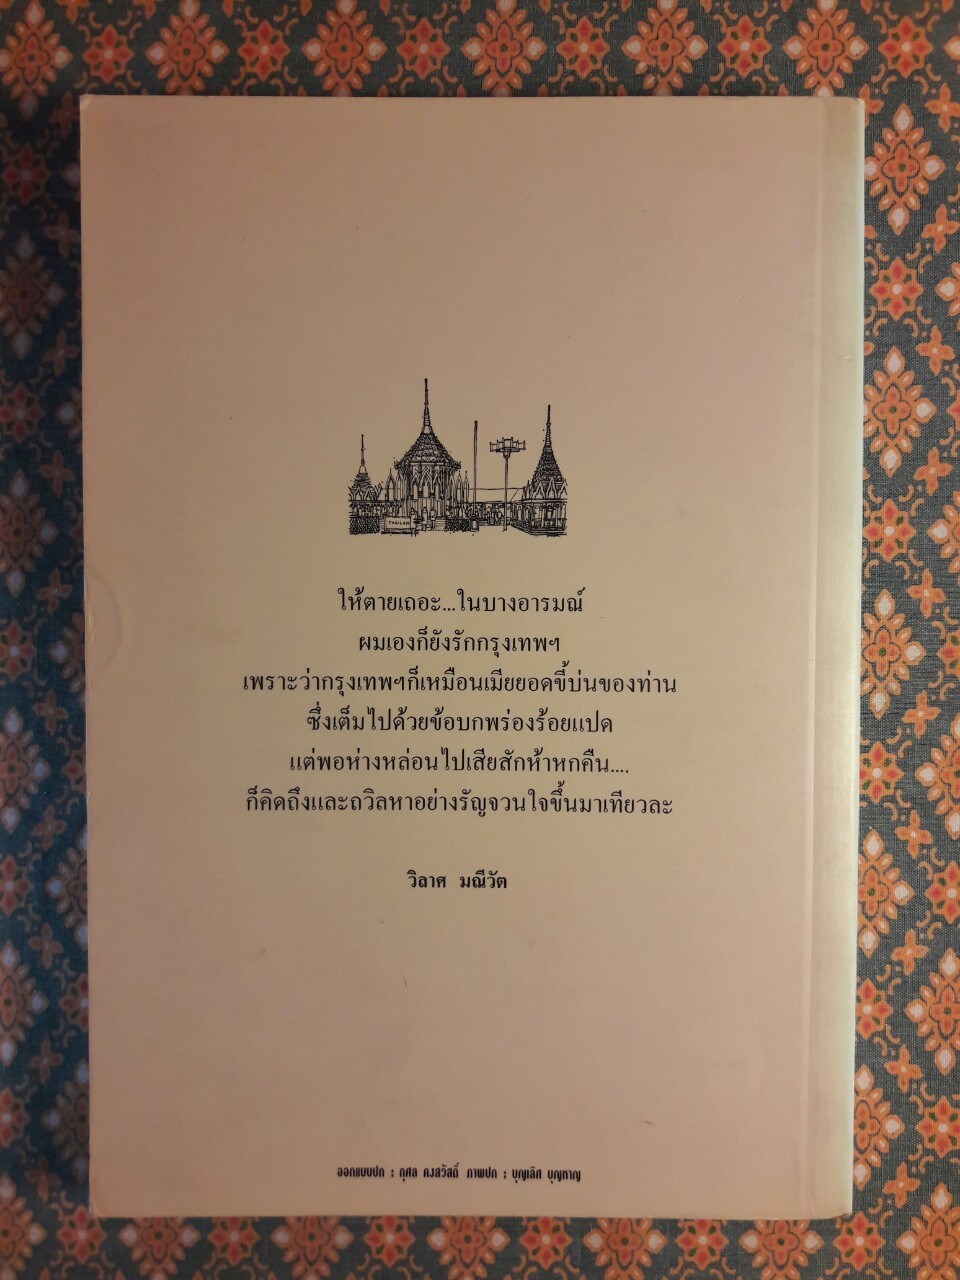 THAILAN
ให้ตายเถอะ...ในบางอารมณ์
ผมเองก็ยังรักกรุงเทพฯ
เพราะว่ากรุงเทพฯก็เหมือนเมียยอดขี้บ่นของท่าน
ซึ่งเต็มไปด้วยข้อบกพร่องร้อยแปด
แต่พอห่างหล่อนไปเสียสักห้าหกคืน....
ก็คิดถึงและถวิลหาอย่างรัญจวนใจขึ้นมาเทียวละ
วิลาศ มณีวัต
ออกแบบปก : กุศล คงสวัสดิ์ ภาพปก : บุญเลิศ บุญหาญ